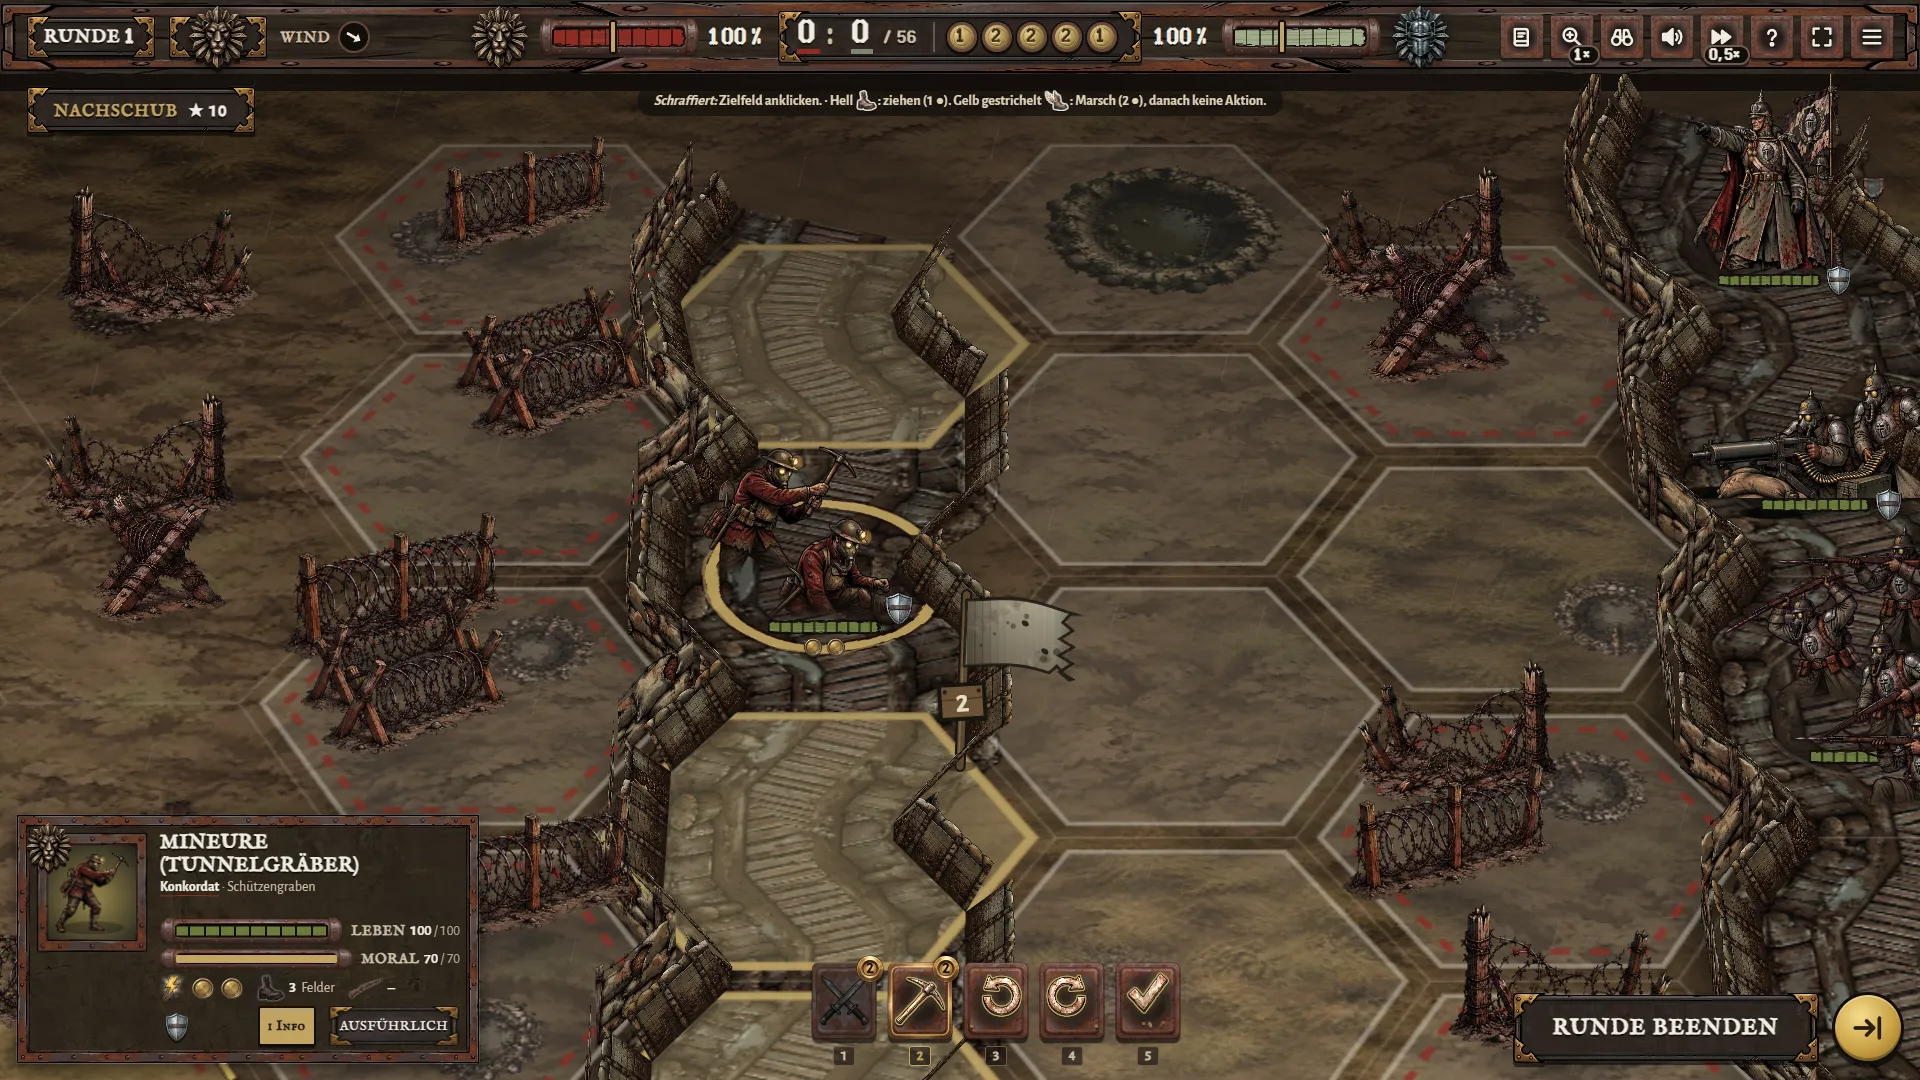 RUNDE 1
WIND
100 %
0 : 0 / 56
1 2 2 2 1
100 %
1×
0,5×
?
NACHSCHUB ★ 10
Schraffiert: Zielfeld anklicken. · Hell : ziehen (1 ●). Gelb gestrichelt : Marsch (2 ●), danach keine Aktion.
2
MINEURE
(TUNNELGRÄBER)
Konkordat · Schützengraben
LEBEN 100 / 100
MORAL 70 / 70
3 Felder –
1 INFO
AUSFÜHRLICH
2 2
1 2 3 4 5
RUNDE BEENDEN